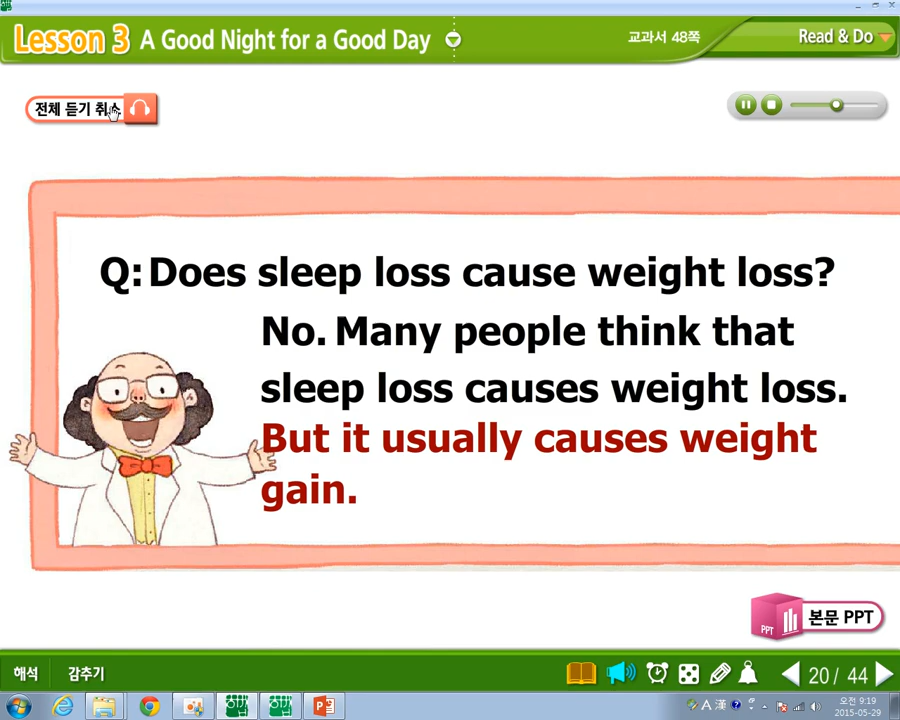 Lesson 3 A Good Night for a Good Day
교과서 48쪽
Read & Do
전체 듣기 취소
Q: Does sleep loss cause weight loss?
No. Many people think that
sleep loss causes weight loss.
But it usually causes weight
gain.
PPT
본문 PPT
해석
감추기
20 / 44
A 漢
오전 9:19
2015-05-29